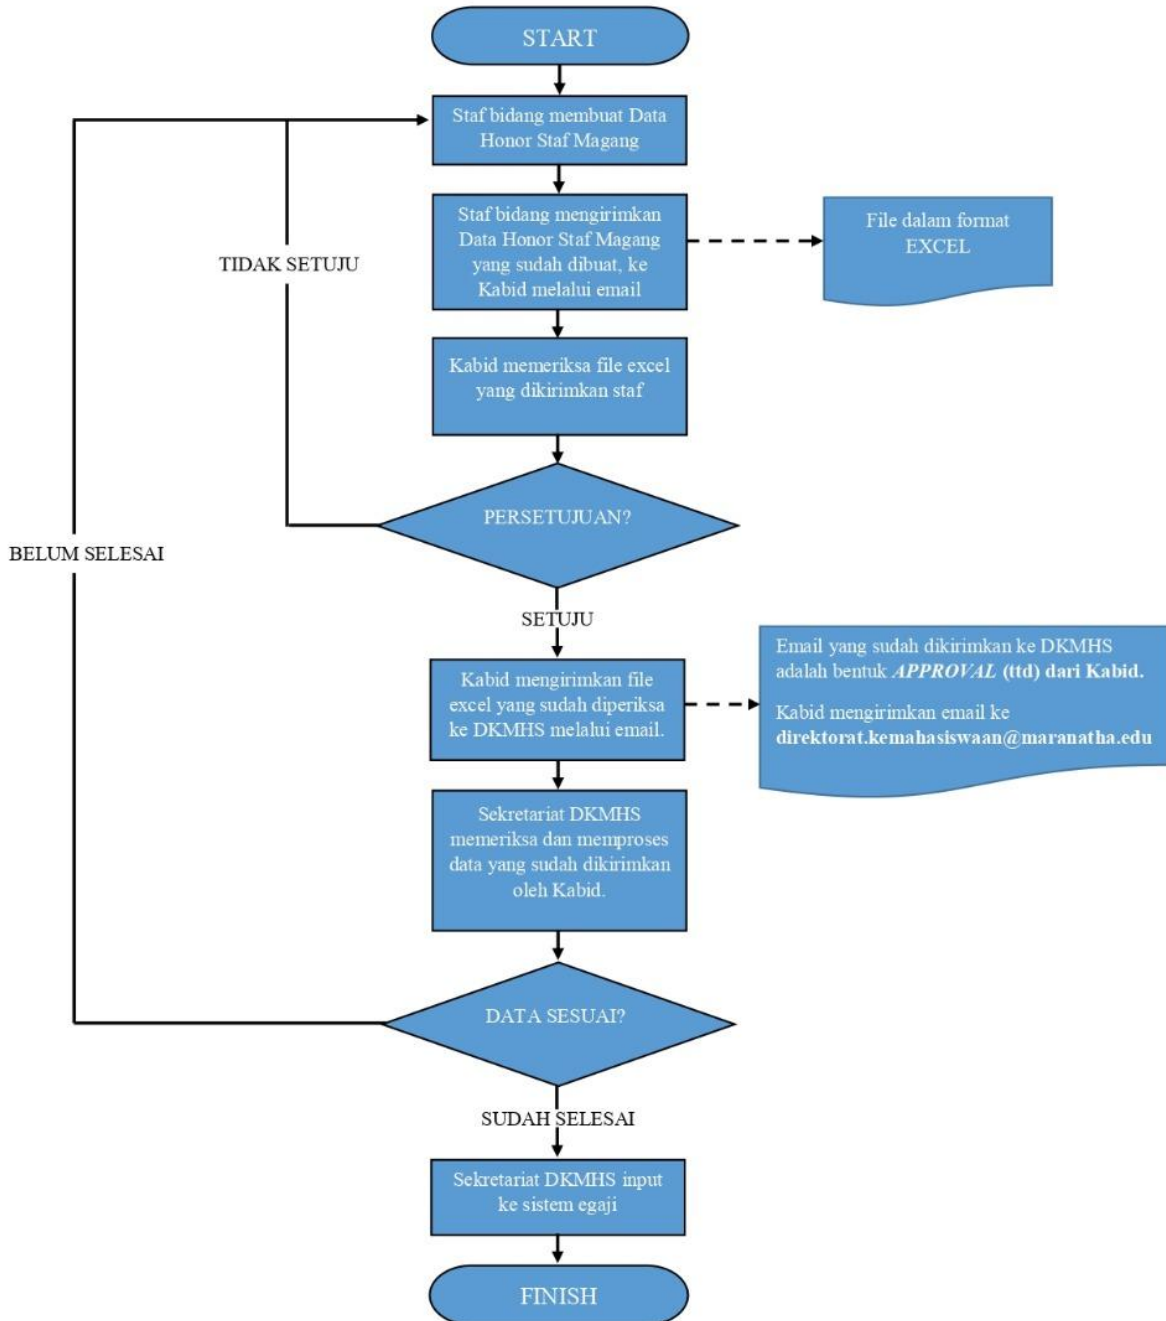 START
Staf bidang membuat Data
Honor Staf Magang
Staf bidang mengirimkan
Data Honor Staf Magang
yang sudah dibuat, ke
Kabid melalui email
File dalam format
EXCEL
TIDAK SETUJU
Kabid memeriksa file excel
yang dikirimkan staf
PERSETUJUAN?
BELUM SELESAI
SETUJU
Kabid mengirimkan file
excel yang sudah diperiksa
ke DKMHS melalui email.
Email yang sudah dikirimkan ke DKMHS
adalah bentuk APPROVAL (ttd) dari Kabid.
Kabid mengirimkan email ke
direktorat.kemahasiswaan@maranatha.edu
Sekretariat DKMHS
memeriksa dan memproses
data yang sudah dikirimkan
oleh Kabid.
DATA SESUAI?
SUDAH SELESAI
Sekretariat DKMHS input
ke sistem egaji
FINISH